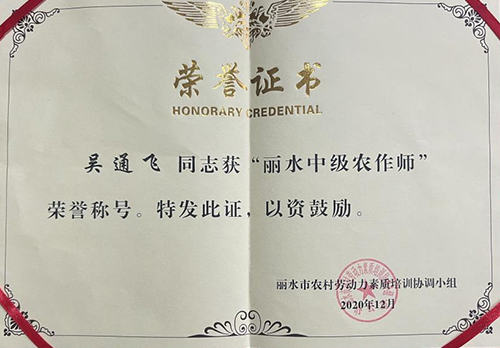 荣誉证书
HONORARY CREDENTIAL
吴通飞 同志获“丽水中级农作师”
荣誉称号。特发此证，以资鼓励。
丽水市农村劳动力素质培训协调小组
2020年12月